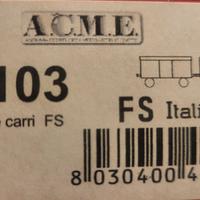 A.C.M.E.
103
e carri FS
FS Itali
8 030400 4